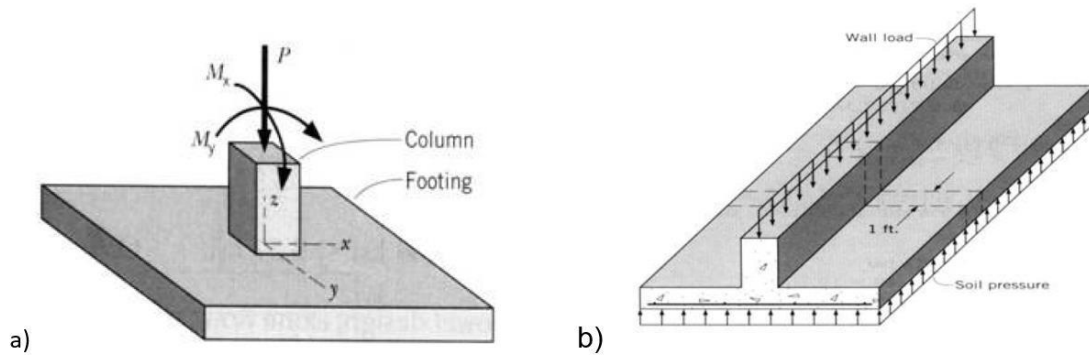 P
Mx
My
Column
Footing
z
x
y
a)
Wall load
1 ft.
Soil pressure
b)